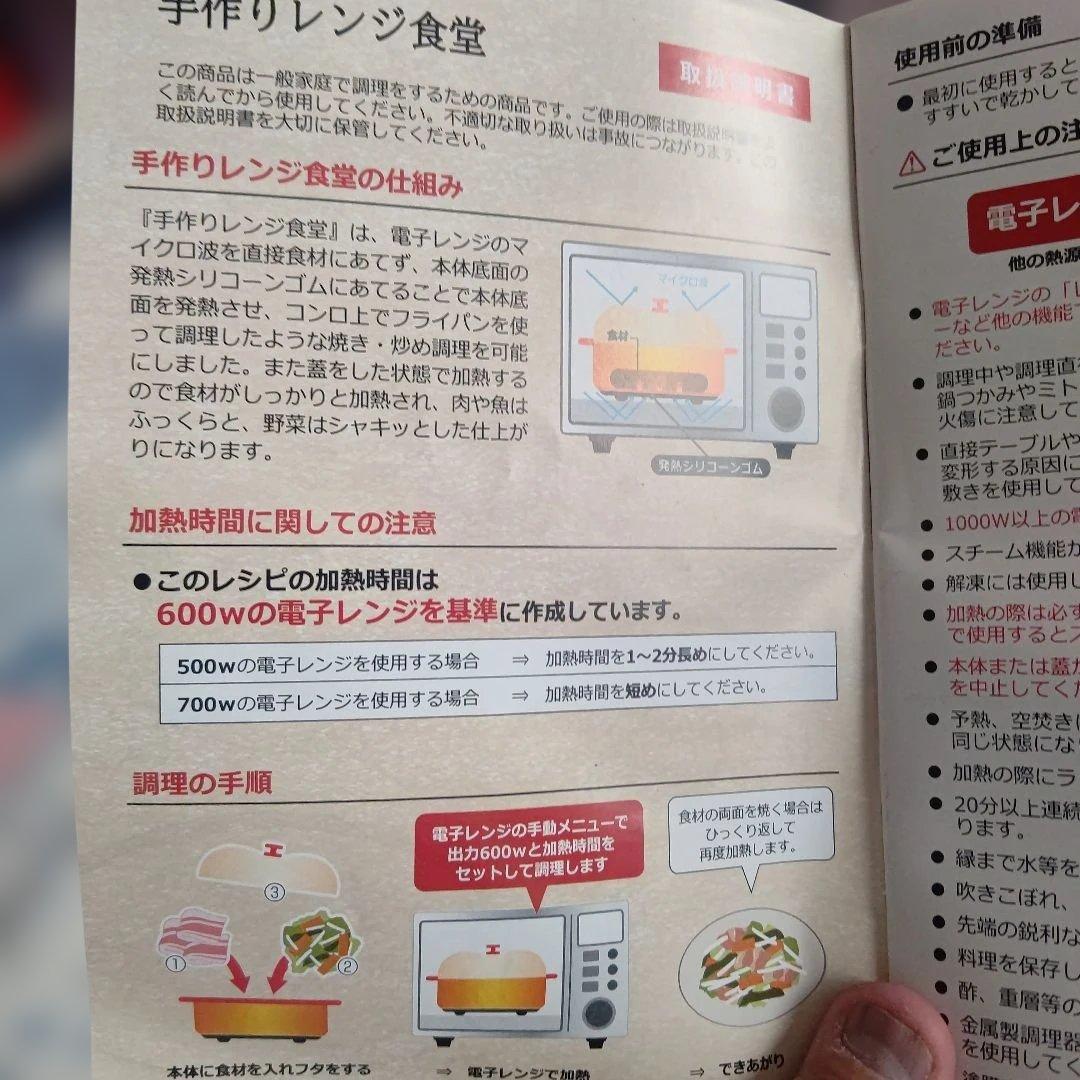 手作りレンジ食堂
取扱説明書
この商品は一般家庭で調理をするための商品です。ご使用の際は取扱説明書を
く読んでから使用してください。不適切な取り扱いは事故につながります。この
取扱説明書を大切に保管してください。
手作りレンジ食堂の仕組み
『手作りレンジ食堂』は、電子レンジのマ
イクロ波を直接食材にあてず、本体底面の
発熱シリコーンゴムにあてることで本体底
面を発熱させ、コンロ上でフライパンを使
って調理したような焼き・炒め調理を可能
にしました。また蓋をした状態で加熱する
ので食材がしっかりと加熱され、肉や魚は
ふっくらと、野菜はシャキッとした仕上が
りになります。
マイクロ波
食材
発熱シリコーンゴム
加熱時間に関しての注意
●このレシピの加熱時間は
600wの電子レンジを基準に作成しています。
500wの電子レンジを使用する場合 ⇒ 加熱時間を1～2分長めにしてください。
700wの電子レンジを使用する場合 ⇒ 加熱時間を短めにしてください。
調理の手順
①
②
③
本体に食材を入れフタをする
電子レンジの手動メニューで
出力600wと加熱時間を
セットして調理します
⇒ 電子レンジで加熱
食材の両面を焼く場合は
ひっくり返して
再度加熱します。
⇒ できあがり
使用前の準備
● 最初に使用すると
すすいで乾かして
⚠ご使用上の注
電子レ
他の熱源
● 電子レンジの「レ
ーなど他の機能
ださい。
● 調理中や調理直
鍋つかみやミト
火傷に注意して
● 直接テーブルや
変形する原因に
敷きを使用して
● 1000W以上の電
● スチーム機能か
● 解凍には使用し
● 加熱の際は必ず
で使用するとス
● 本体または蓋が
を中止してくだ
● 予熱、空焚きに
同じ状態にな
● 加熱の際にラ
● 20分以上連続
ります。
● 縁まで水等を
● 吹きこぼれ、
● 先端の鋭利な
● 料理を保存し
● 酢、重層等の
● 金属製調理器
を使用して